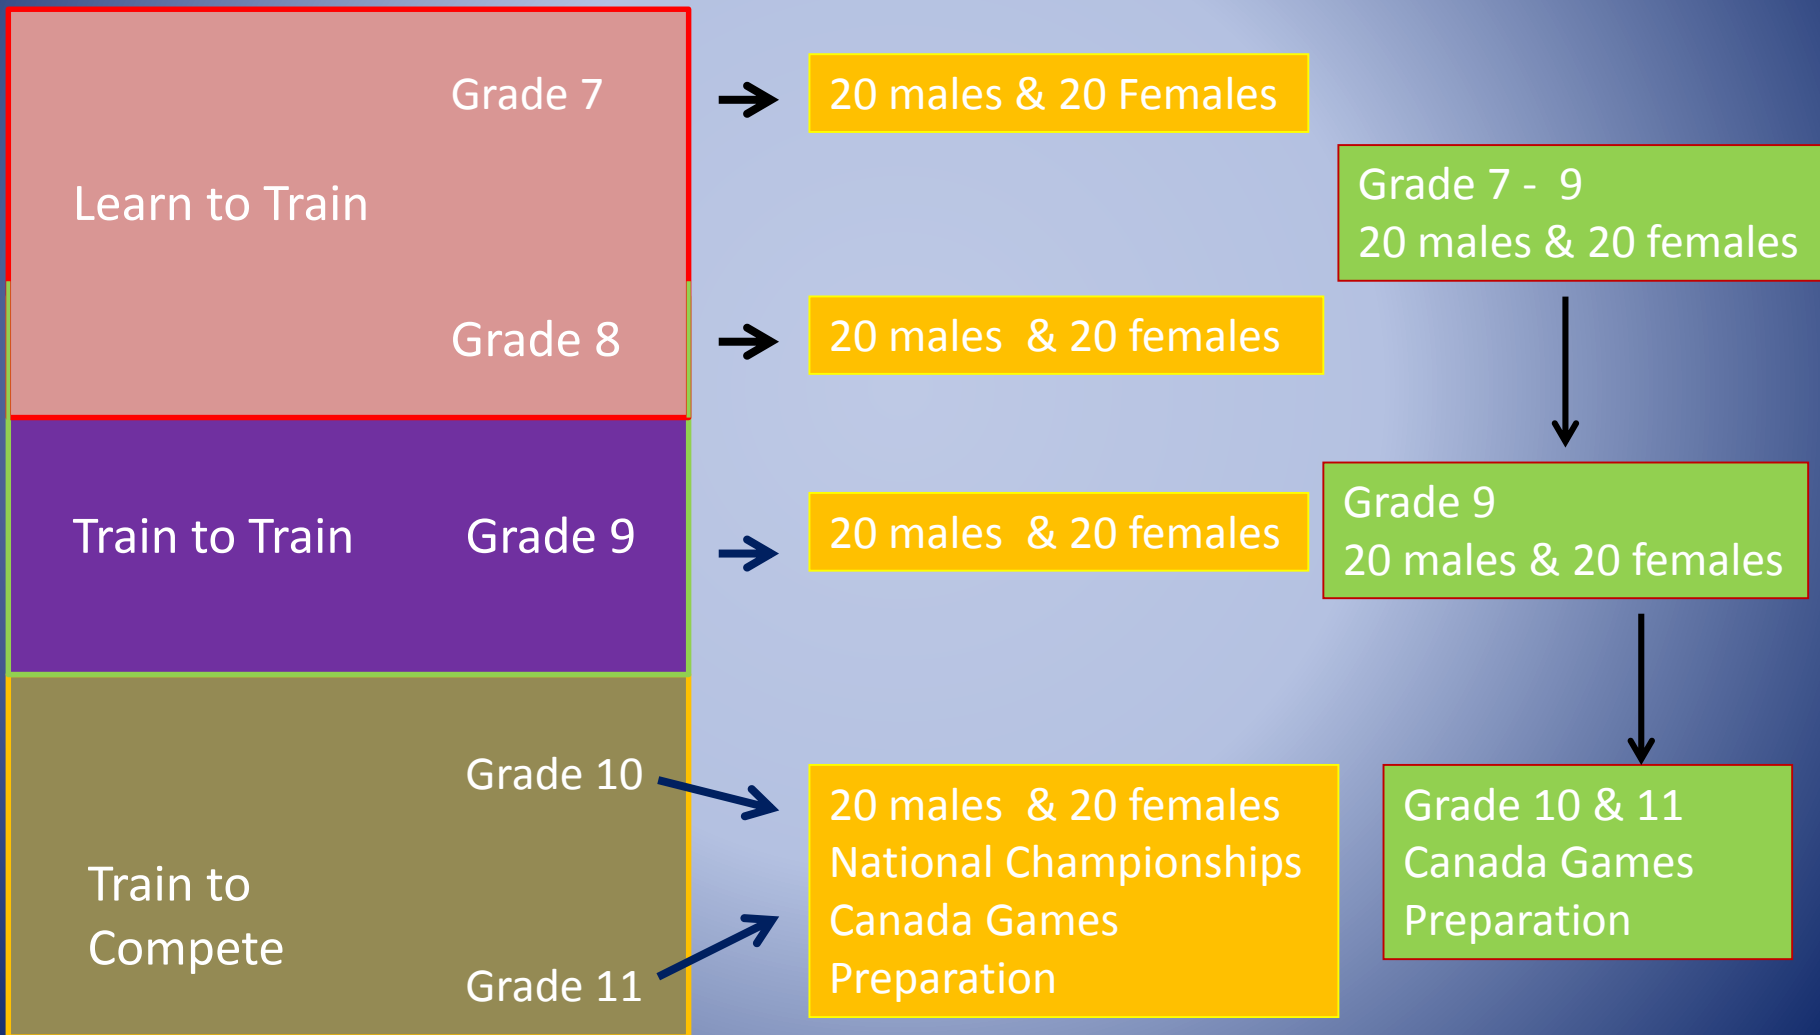 Grade 7
20 males & 20 Females
Learn to Train
Grade 7 -  9
20 males & 20 females
Grade 8
20 males  & 20 females
Train to Train
Grade 9
20 males  & 20 females
Grade 9
20 males & 20 females
Grade 10
Train to
Compete
Grade 11
20 males  & 20 females
National Championships
Canada Games
Preparation
Grade 10 & 11
Canada Games
Preparation